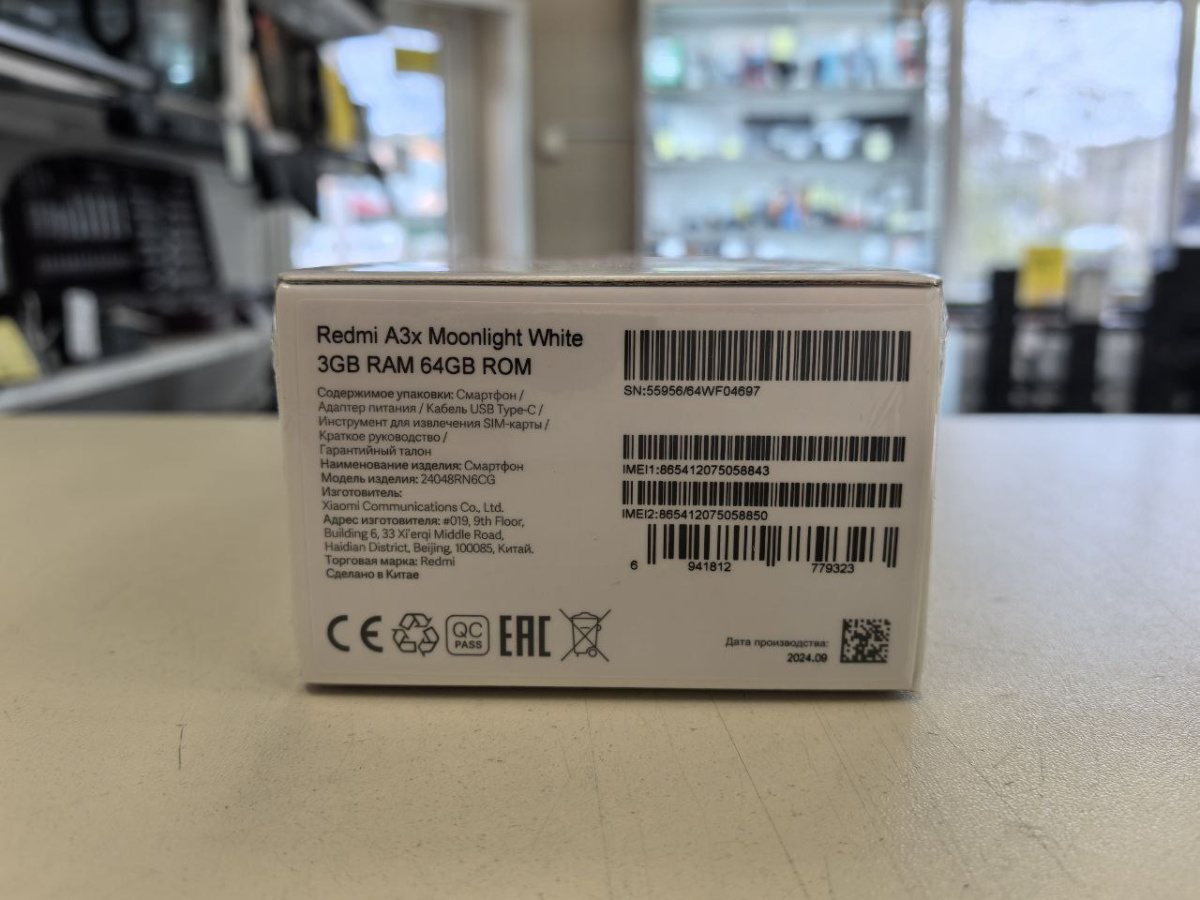 Redmi A3x Moonlight White
3GB RAM 64GB ROM
Содержимое упаковки: Смартфон /
Адаптер питания / Кабель USB Type-C /
Инструмент для извлечения SIM-карты /
Краткое руководство /
Гарантийный талон
Наименование изделия: Смартфон
Модель изделия: 24048RN6CG
Изготовитель:
Xiaomi Communications Co., Ltd.
Адрес изготовителя: #019, 9th Floor,
Building 6, 33 Xi'erqi Middle Road,
Haidian District, Beijing, 100085, Китай.
Торговая марка: Redmi
Сделано в Китае
SN:55956/64WF04697
IMEI1:865412075058843
IMEI2:865412075058850
6 941812 779323
CE QC PASS EAC
Дата производства:
2024.09